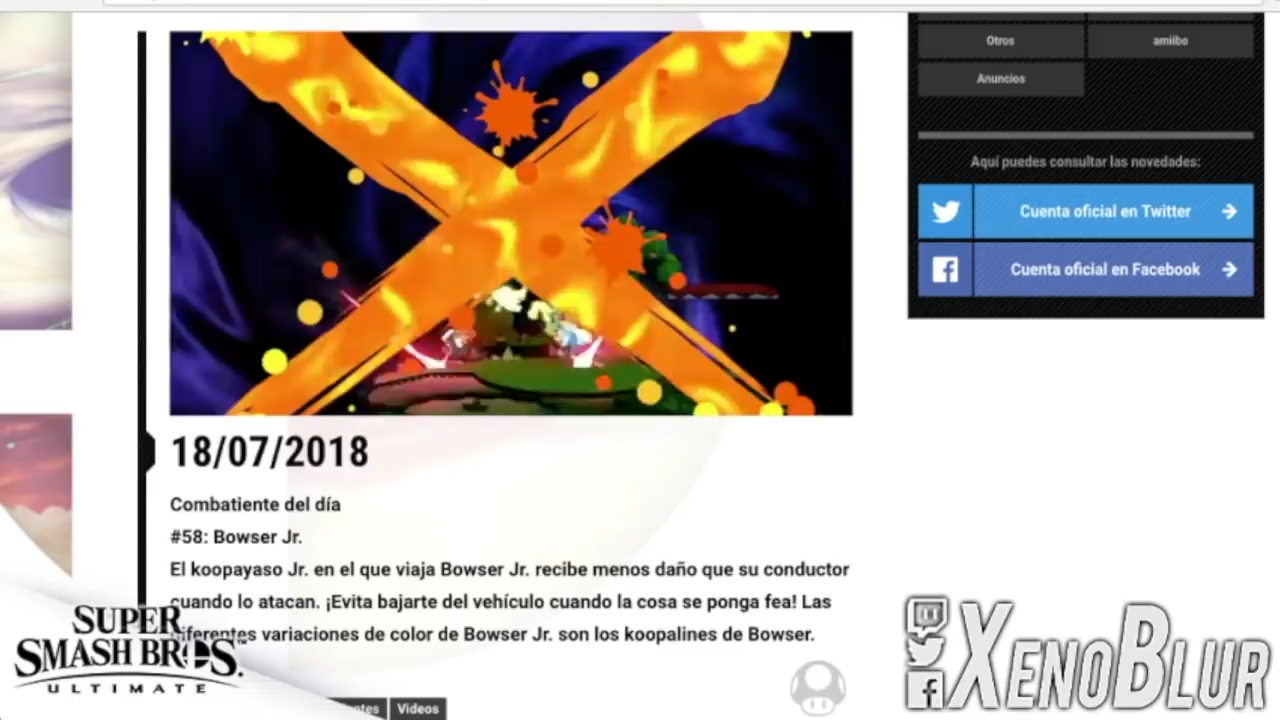 Otros
amiibo
Anuncios
Aquí puedes consultar las novedades:
Cuenta oficial en Twitter
Cuenta oficial en Facebook
18/07/2018
Combatiente del día
#58: Bowser Jr.
El koopayaso Jr. en el que viaja Bowser Jr. recibe menos daño que su conductor
cuando lo atacan. ¡Evita bajarte del vehículo cuando la cosa se ponga fea! Las
diferentes variaciones de color de Bowser Jr. son los koopalines de Bowser.
Videos
SUPER
SMASH BROS.™
ULTIMATE
XENOBLUR